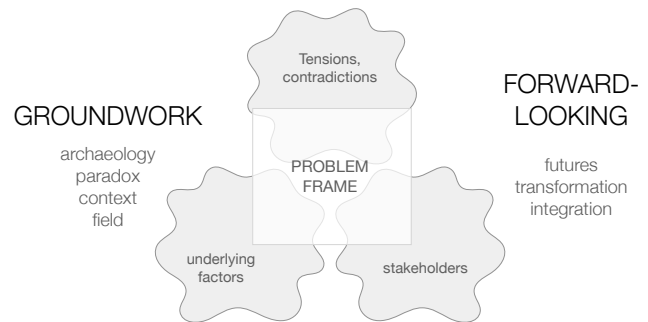 Tensions,
contradictions
GROUNDWORK
archaeology
paradox
context
field
PROBLEM
FRAME
FORWARD-
LOOKING
futures
transformation
integration
underlying
factors
stakeholders